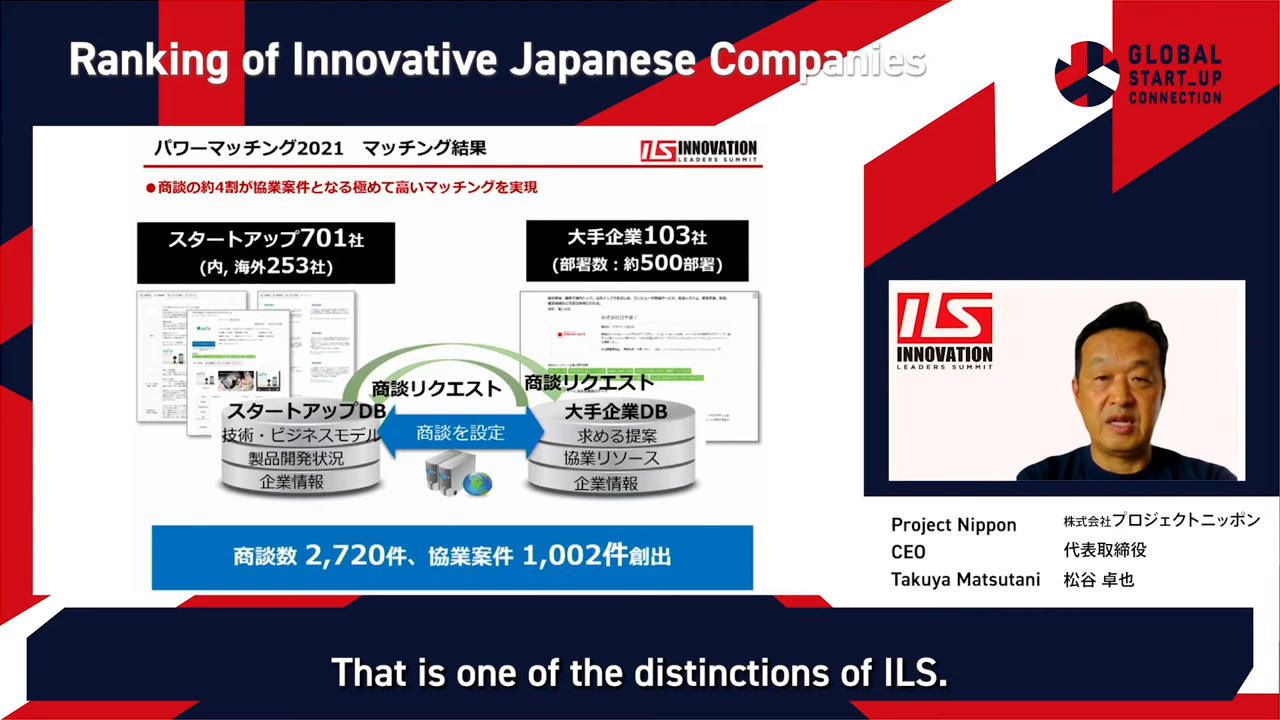 Ranking of Innovative Japanese Companies
GLOBAL
START_UP
CONNECTION
パワーマッチング2021　マッチング結果
ILS INNOVATION
LEADERS SUMMIT
●商談の約4割が協業案件となる極めて高いマッチングを実現
スタートアップ701社
(内, 海外253社)
大手企業103社
(部署数：約500部署)
商談リクエスト
商談リクエスト
スタートアップDB
技術・ビジネスモデル
製品開発状況
企業情報
商談を設定
大手企業DB
求める提案
協業リソース
企業情報
商談数 2,720件、協業案件 1,002件創出
ILS
INNOVATION
LEADERS SUMMIT
Project Nippon
CEO
Takuya Matsutani
株式会社プロジェクトニッポン
代表取締役
松谷 卓也
That is one of the distinctions of ILS.